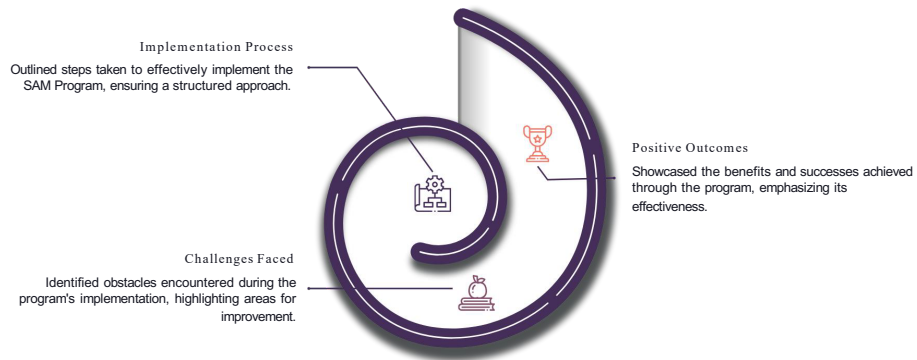 Implementation Process
Outlined steps taken to effectively implement the
SAM Program, ensuring a structured approach.
Positive Outcomes
Showcased the benefits and successes achieved
through the program, emphasizing its
effectiveness.
Challenges Faced
Identified obstacles encountered during the
program's implementation, highlighting areas for
improvement.